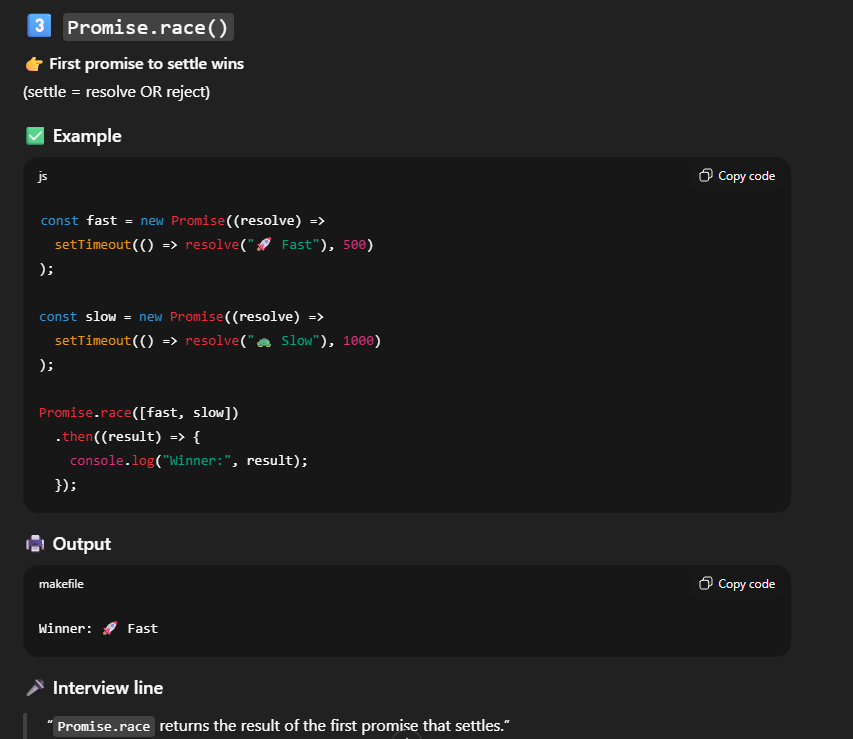 3 Promise.race()
👉 First promise to settle wins
(settle = resolve OR reject)
✅ Example
js Copy code
const fast = new Promise((resolve) =>
  setTimeout(() => resolve("🚀 Fast"), 500)
);
const slow = new Promise((resolve) =>
  setTimeout(() => resolve("🐢 Slow"), 1000)
);
Promise.race([fast, slow])
  .then((result) => {
    console.log("Winner:", result);
  });
🖨️ Output
makefile Copy code
Winner: 🚀 Fast
🎤 Interview line
“Promise.race returns the result of the first promise that settles.”